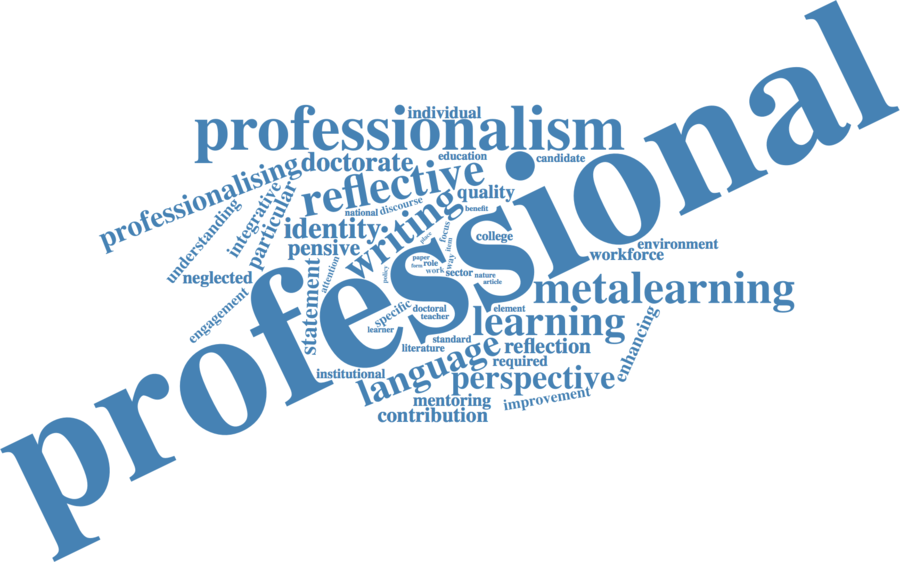 professional
individual
professionalism
education
candidate
doctorate
professionalising
reflective
quality
integrative
particular
understanding
national
discourse
benefit
identity
writing
focus
place
college
item
pensive
environment
workforce
way
paper
role
form
work
sector
nature
article
policy
attention
neglected
statement
metalearning
engagement
specific
doctoral
teacher
element
learner
learning
enhancing
standard
literature
language
reflection
required
institutional
perspective
mentoring
improvement
contribution